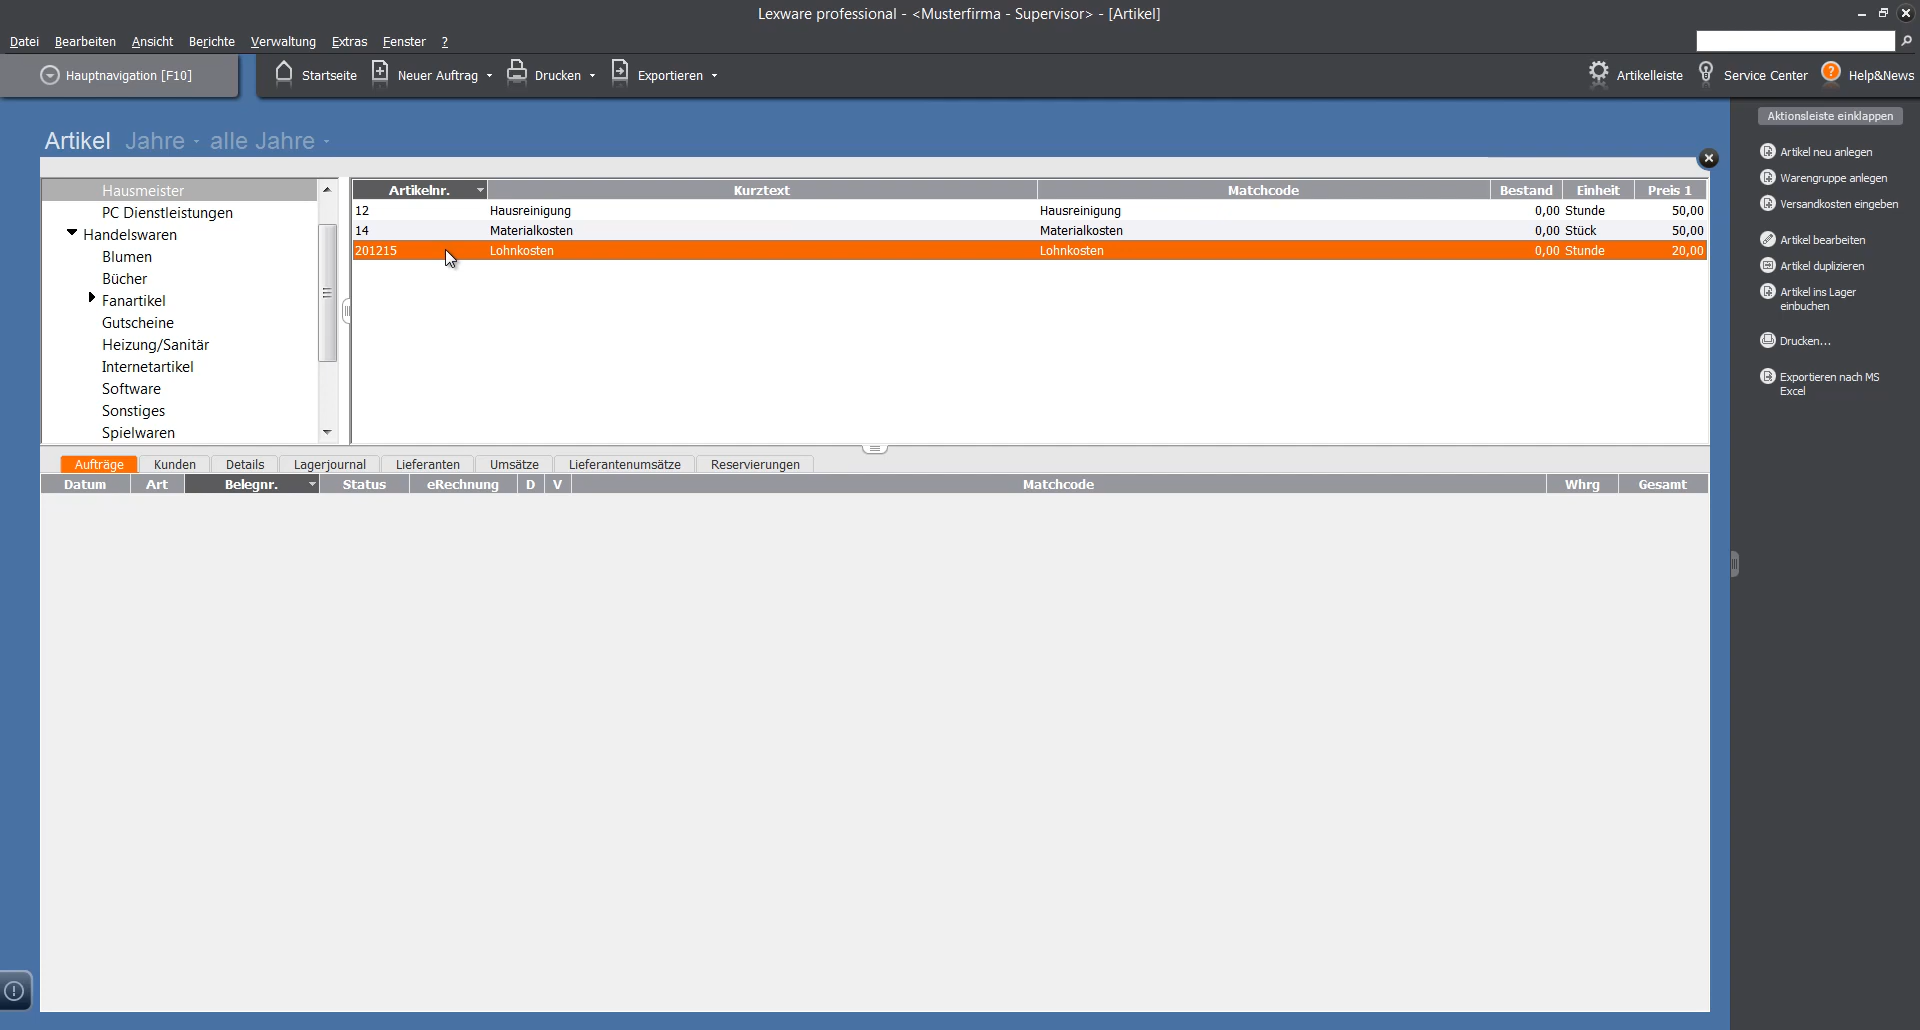 Lexware professional - <Musterfirma - Supervisor> - [Artikel]
Datei Bearbeiten Ansicht Berichte Verwaltung Extras Fenster ?
Hauptnavigation [F10] Startseite Neuer Auftrag Drucken Exportieren Artikelleiste Service Center ? Help&News
Artikel Jahre - alle Jahre -
Hausmeister
PC Dienstleistungen
Handelswaren
Blumen
Bücher
Fanartikel
Gutscheine
Heizung/Sanitär
Internetartikel
Software
Sonstiges
Spielwaren
Artikelnr. Kurztext Matchcode Bestand Einheit Preis 1
12 Hausreinigung Hausreinigung 0,00 Stunde 50,00
14 Materialkosten Materialkosten 0,00 Stück 50,00
201215 Lohnkosten Lohnkosten 0,00 Stunde 20,00
Aufträge Kunden Details Lagerjournal Lieferanten Umsätze Lieferantenumsätze Reservierungen
Datum Art Belegnr. Status eRechnung D V Matchcode Whrg Gesamt
Aktionsleiste einklappen
Artikel neu anlegen
Warengruppe anlegen
Versandkosten eingeben
Artikel bearbeiten
Artikel duplizieren
Artikel ins Lager
einbuchen
Drucken...
Exportieren nach MS
Excel